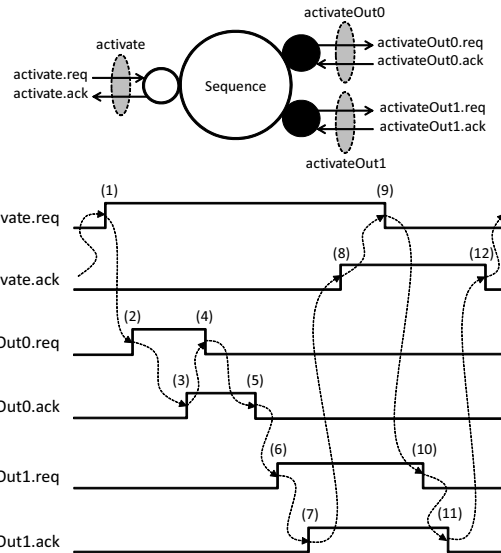 activateOut0
activate
activateOut0.req
activateOut0.ack
activate.req
activate.ack
Sequence
activateOut1.req
activateOut1.ack
activateOut1
(1)
(9)
vate.req
(8)
(12)
vate.ack
(2)
(4)
Out0.req
(3)
(5)
Out0.ack
(6)
(10)
Out1.req
(7)
(11)
Out1.ack